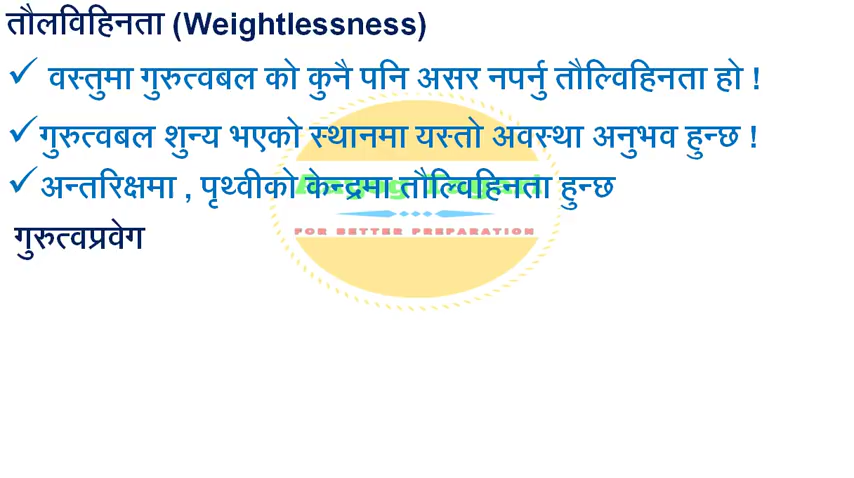 तौलविहिनता (Weightlessness)
✓ वस्तुमा गुरुत्वबल को कुनै पनि असर नपर्नु तौल्विहिनता हो !
✓गुरुत्वबल शुन्य भएको स्थानमा यस्तो अवस्था अनुभव हुन्छ !
✓अन्तरिक्षमा , पृथ्वीको केन्द्रमा तौल्विहिनता हुन्छ
FOR BETTER PREPARATION
गुरुत्वप्रवेग